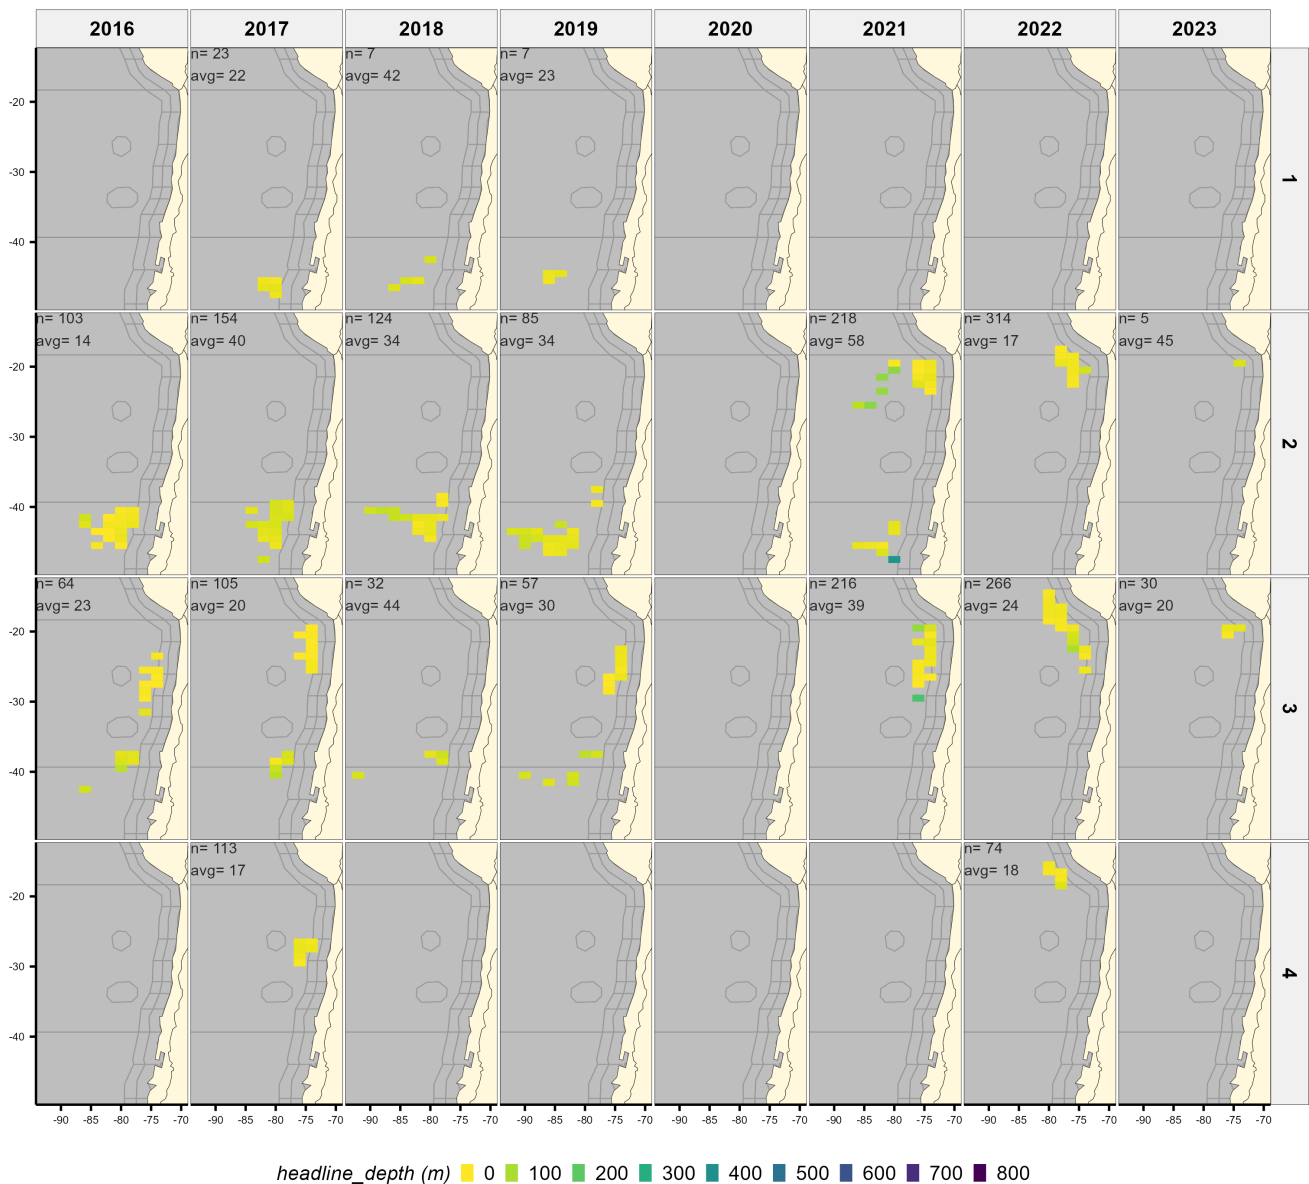 2016 2017 2018 2019 2020 2021 2022 2023
n= 23 n= 7 n= 7
avg= 22 avg= 42 avg= 23
-20
-30
-40
1
n= 103 n= 154 n= 124 n= 85 n= 218 n= 314 n= 5
avg= 14 avg= 40 avg= 34 avg= 34 avg= 58 avg= 17 avg= 45
-20
-30
-40
2
n= 64 n= 105 n= 32 n= 57 n= 216 n= 266 n= 30
avg= 23 avg= 20 avg= 44 avg= 30 avg= 39 avg= 24 avg= 20
-20
-30
-40
3
n= 113 n= 74
avg= 17 avg= 18
-20
-30
-40
4
-90 -85 -80 -75 -70 -90 -85 -80 -75 -70 -90 -85 -80 -75 -70 -90 -85 -80 -75 -70 -90 -85 -80 -75 -70 -90 -85 -80 -75 -70 -90 -85 -80 -75 -70 -90 -85 -80 -75 -70
headline_depth (m) 0 100 200 300 400 500 600 700 800